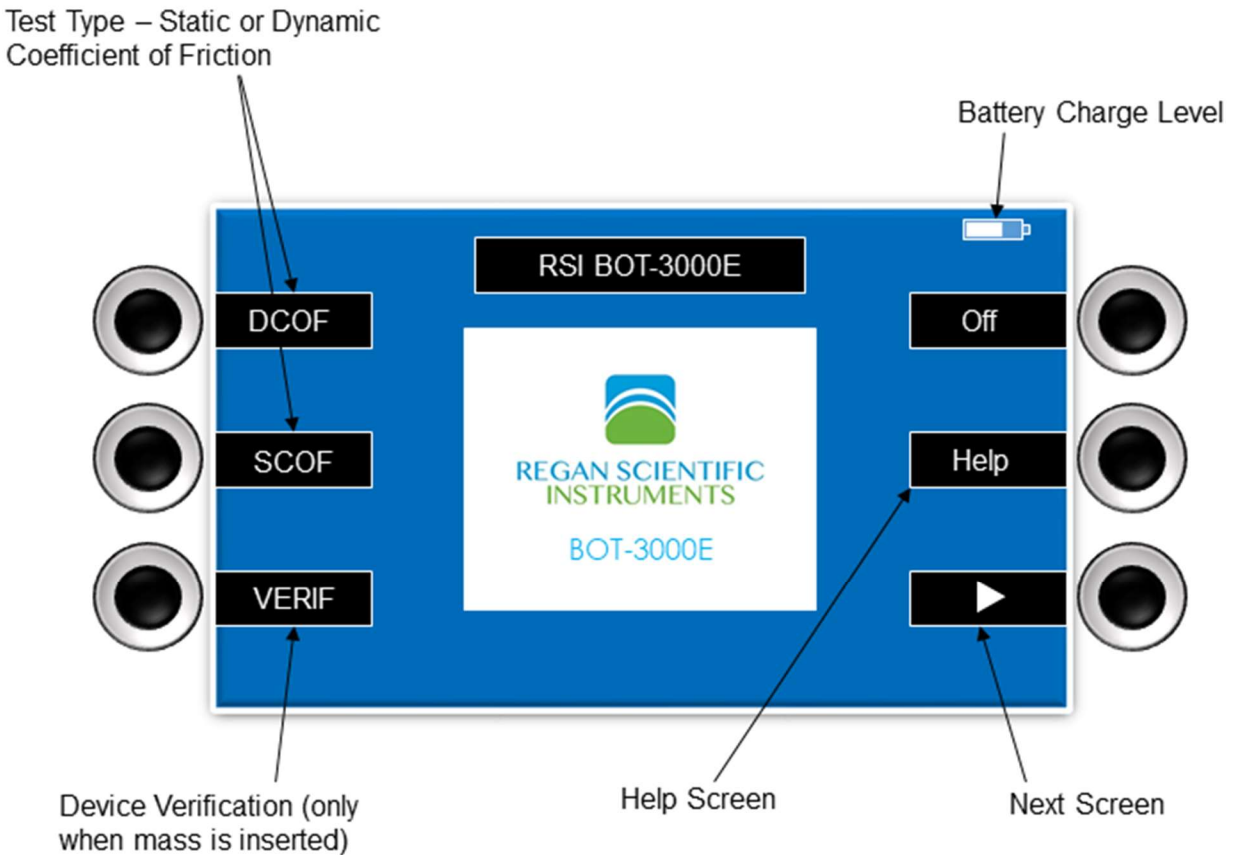 Test Type – Static or Dynamic
Coefficient of Friction
Battery Charge Level
RSI BOT-3000E
DCOF
Off
SCOF
Help
REGAN SCIENTIFIC
INSTRUMENTS
BOT-3000E
VERIF
Device Verification (only
when mass is inserted)
Help Screen
Next Screen